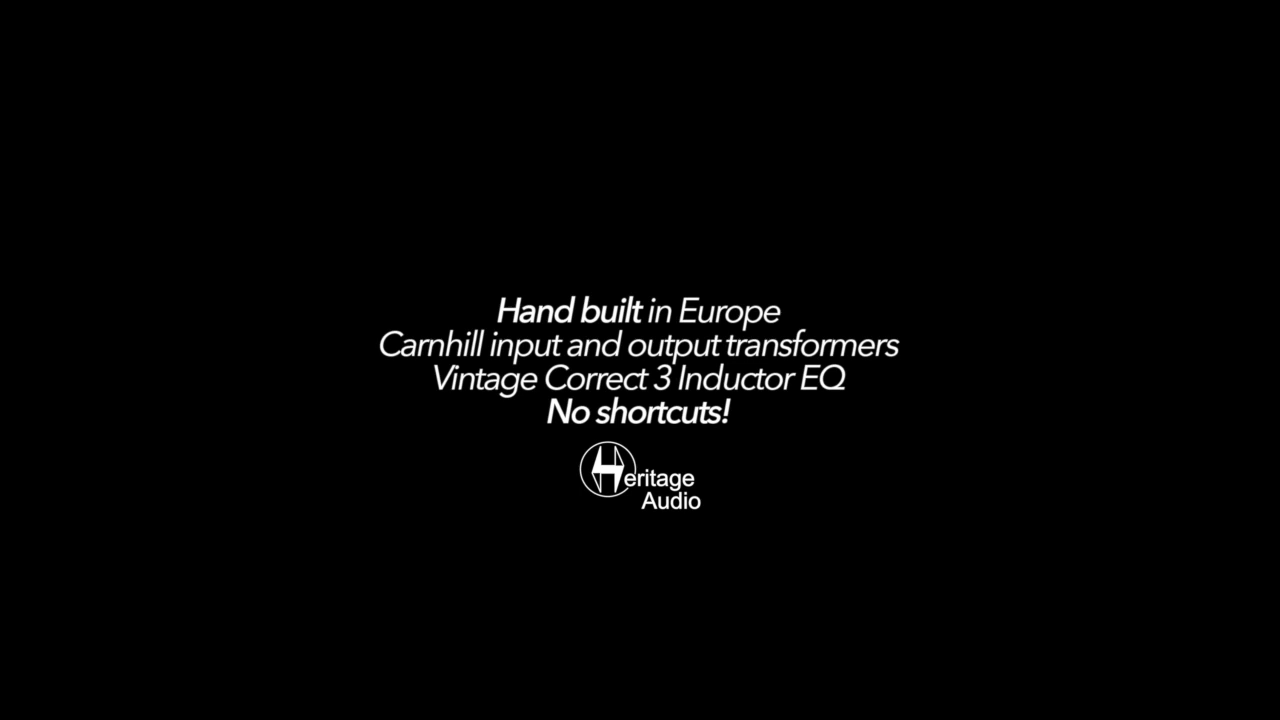 Hand built in Europe
Carnhill input and output transformers
Vintage Correct 3 Inductor EQ
No shortcuts!
Heritage
Audio